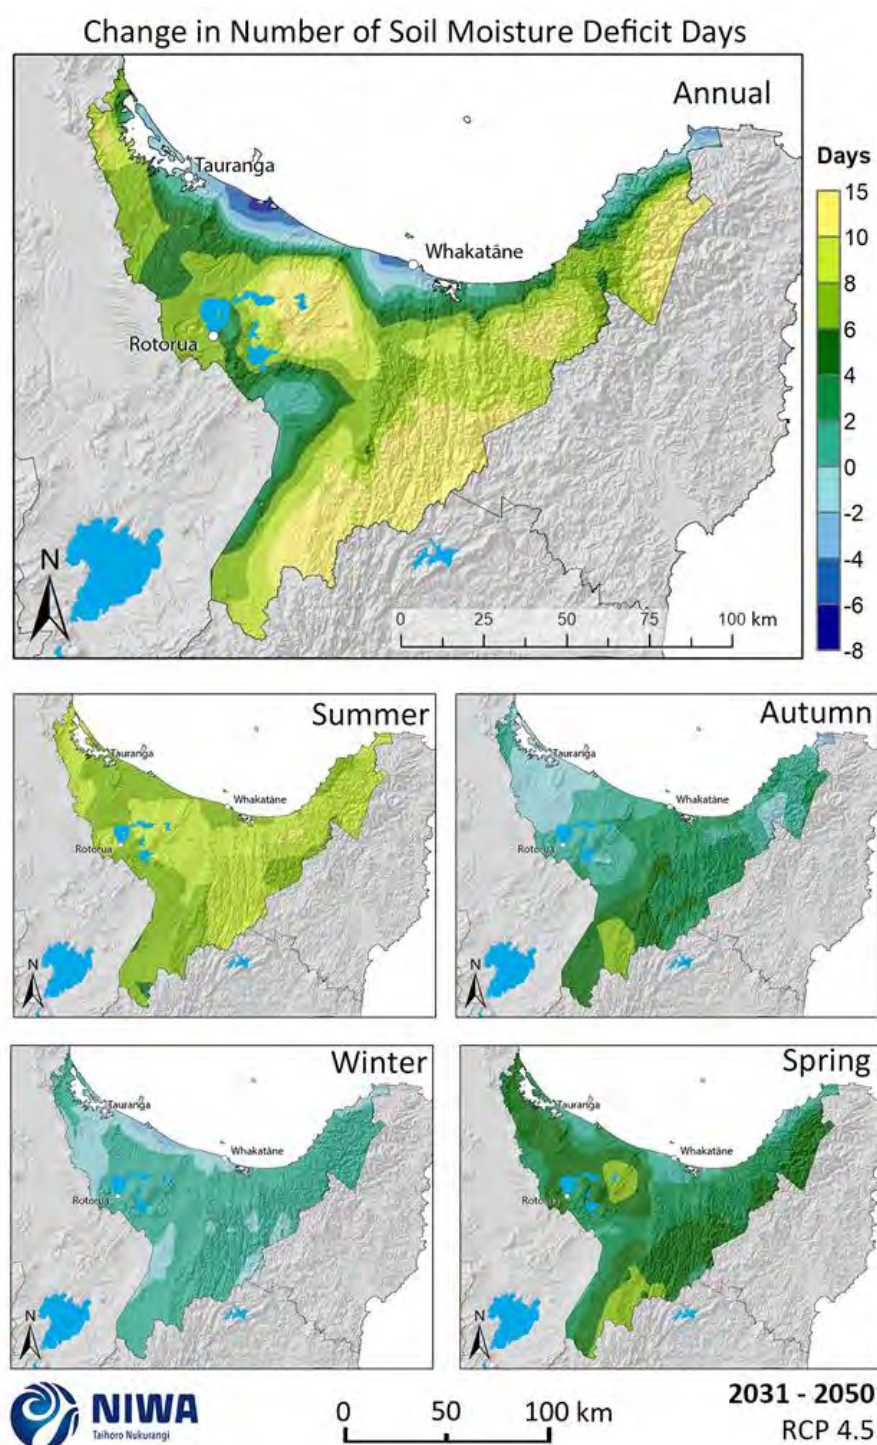 Change in Number of Soil Moisture Deficit Days
Annual
Days
15
10
8
6
4
2
0
-2
-4
-6
-8
Tauranga
Whakatāne
Rotorua
N
0 25 50 75 100 km
Summer
Tauranga
Whakatāne
Rotorua
N
Autumn
Tauranga
Whakatāne
Rotorua
N
Winter
Tauranga
Whakatāne
Rotorua
N
Spring
Tauranga
Whakatāne
Rotorua
N
NIWA
Taihoro Nukurangi
0 50 100 km
2031 - 2050
RCP 4.5